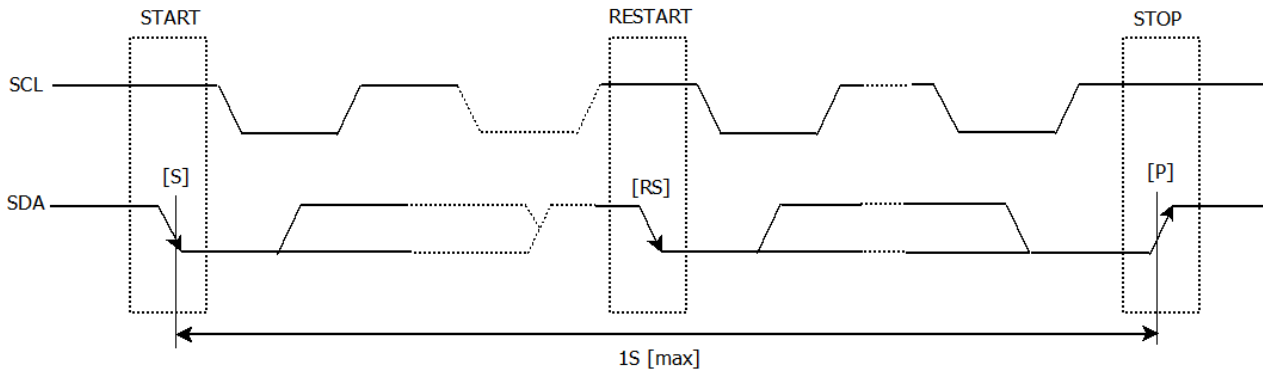 START
RESTART
STOP
SCL
[S]
[RS]
[P]
SDA
1S [max]